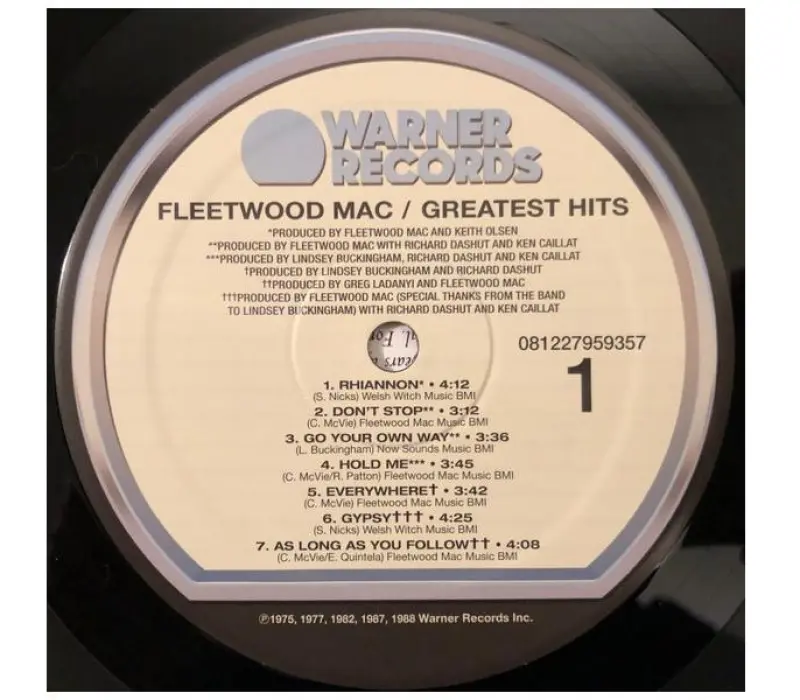 WARNER
RECORDS
FLEETWOOD MAC / GREATEST HITS
*PRODUCED BY FLEETWOOD MAC AND KEITH OLSEN
**PRODUCED BY FLEETWOOD MAC WITH RICHARD DASHUT AND KEN CAILLAT
***PRODUCED BY LINDSEY BUCKINGHAM, RICHARD DASHUT AND KEN CAILLAT
†PRODUCED BY LINDSEY BUCKINGHAM AND RICHARD DASHUT
††PRODUCED BY GREG LADANYI AND FLEETWOOD MAC
†††PRODUCED BY FLEETWOOD MAC (SPECIAL THANKS FROM THE BAND
TO LINDSEY BUCKINGHAM) WITH RICHARD DASHUT AND KEN CAILLAT
081227959357
1
1. RHIANNON* • 4:12
(S. Nicks) Welsh Witch Music BMI
2. DON'T STOP** • 3:12
(C. McVie) Fleetwood Mac Music BMI
3. GO YOUR OWN WAY** • 3:36
(L. Buckingham) Now Sounds Music BMI
4. HOLD ME*** • 3:45
(C. McVie/R. Patton) Fleetwood Mac Music BMI
5. EVERYWHERE† • 3:42
(C. McVie) Fleetwood Mac Music BMI
6. GYPSY††† • 4:25
(S. Nicks) Welsh Witch Music BMI
7. AS LONG AS YOU FOLLOW†† • 4:08
(C. McVie/E. Quintela) Fleetwood Mac Music BMI
℗1975, 1977, 1982, 1987, 1988 Warner Records Inc.